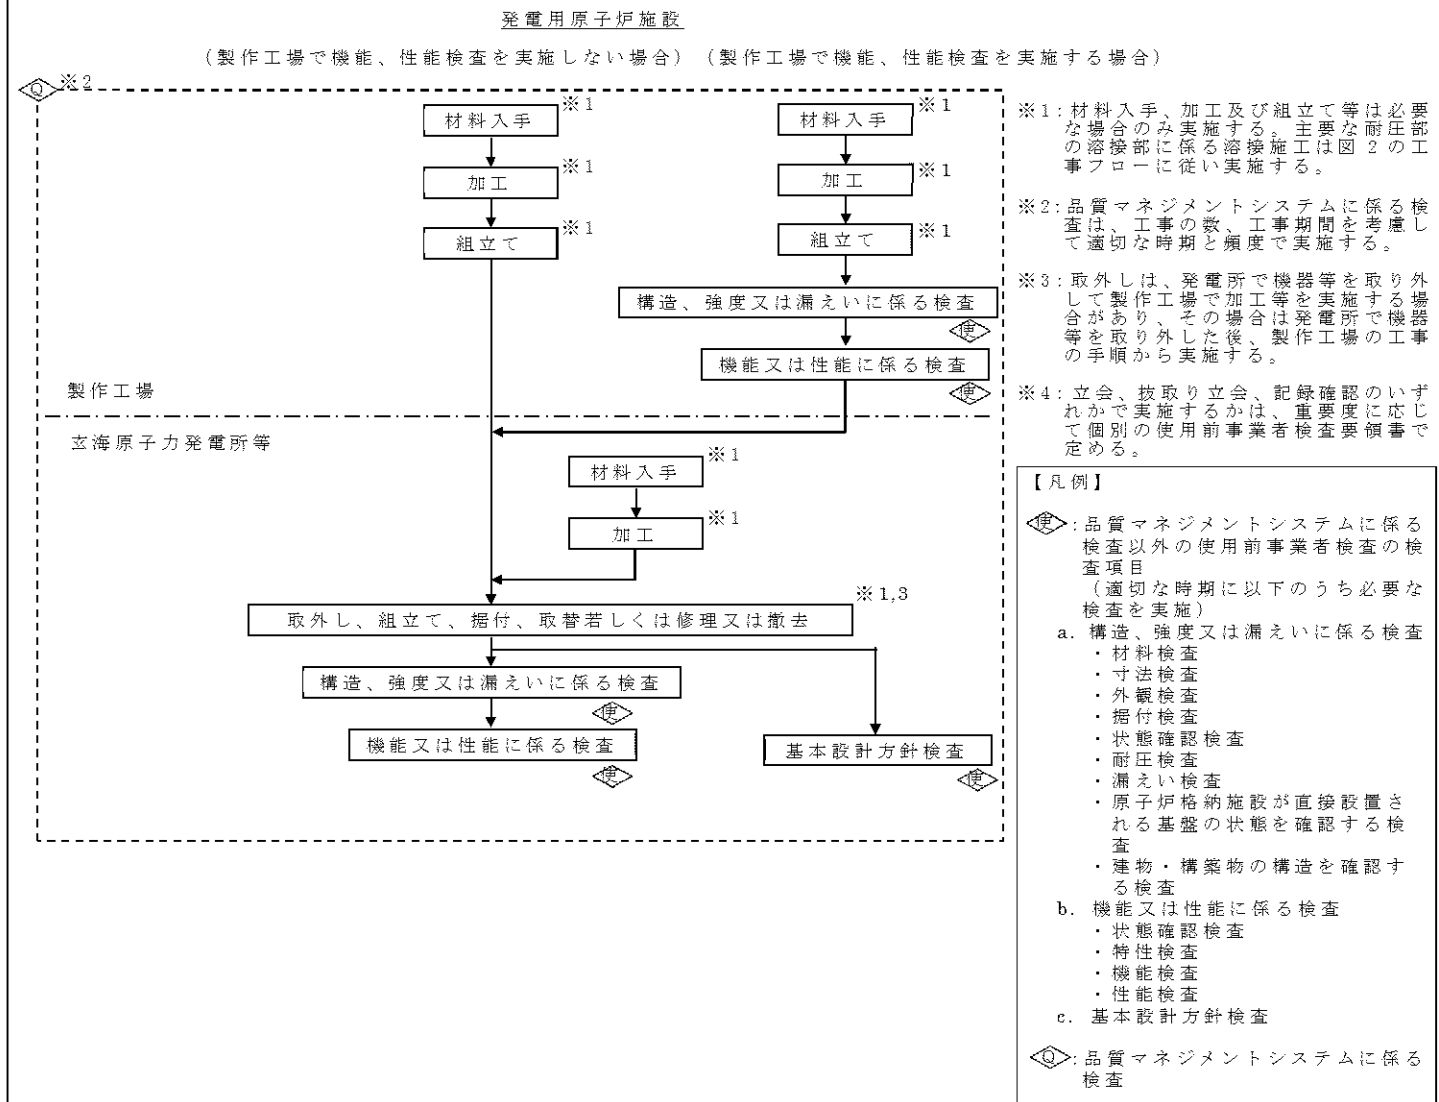 発電用原子炉施設
（製作工場で機能、性能検査を実施しない場合）（製作工場で機能、性能検査を実施する場合）
Q ※2
材料入手 ※1
加工 ※1
組立て ※1
材料入手 ※1
加工 ※1
組立て ※1
構造、強度又は漏えいに係る検査
使
機能又は性能に係る検査
使
製作工場
玄海原子力発電所等
材料入手 ※1
加工 ※1
※1,3
取外し、組立て、据付、取替若しくは修理又は撤去
構造、強度又は漏えいに係る検査
使
機能又は性能に係る検査
使
基本設計方針検査
使
※1：材料入手、加工及び組立て等は必要
な場合のみ実施する。主要な耐圧部
の溶接部に係る溶接施工は図2の工
事フローに従い実施する。
※2：品質マネジメントシステムに係る検
査は、工事の数、工事期間を考慮し
て適切な時期と頻度で実施する。
※3：取外しは、発電所で機器等を取り外
して製作工場で加工等を実施する場
合があり、その場合は発電所で機器
等を取り外した後、製作工場の工事
の手順から実施する。
※4：立会、抜取り立会、記録確認のいず
れかで実施するかは、重要度に応じ
て個別の使用前事業者検査要領書で
定める。
【凡例】
使：品質マネジメントシステムに係る
検査以外の使用前事業者検査の検
査項目
（適切な時期に以下のうち必要な
検査を実施）
a. 構造、強度又は漏えいに係る検査
・材料検査
・寸法検査
・外観検査
・据付検査
・状態確認検査
・耐圧検査
・漏えい検査
・原子炉格納施設が直接設置さ
れる基盤の状態を確認する検
査
・建物・構築物の構造を確認す
る検査
b. 機能又は性能に係る検査
・状態確認検査
・特性検査
・機能検査
・性能検査
c. 基本設計方針検査
Q：品質マネジメントシステムに係る
検査